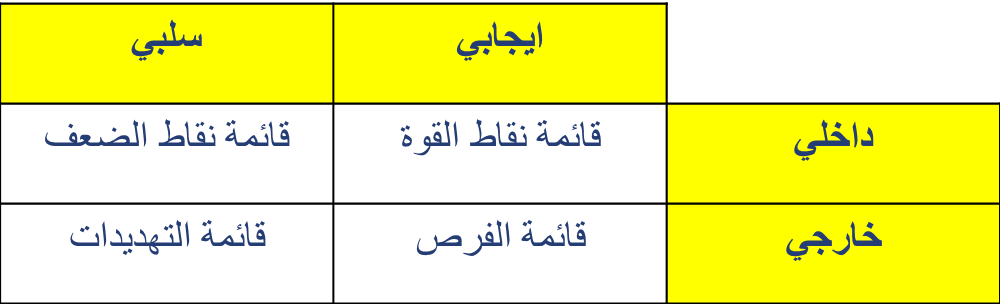 ايجابي سلبي
داخلي قائمة نقاط القوة قائمة نقاط الضعف
خارجي قائمة الفرص قائمة التهديدات